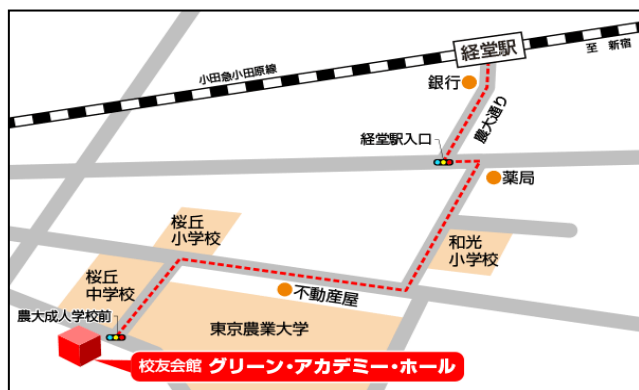 経堂駅
至 新宿
小田急小田原線
銀行
農大通り
経堂駅入口
薬局
桜丘
小学校
和光
小学校
桜丘
中学校
不動産屋
農大成人学校前
東京農業大学
校友会館 グリーン・アカデミー・ホール